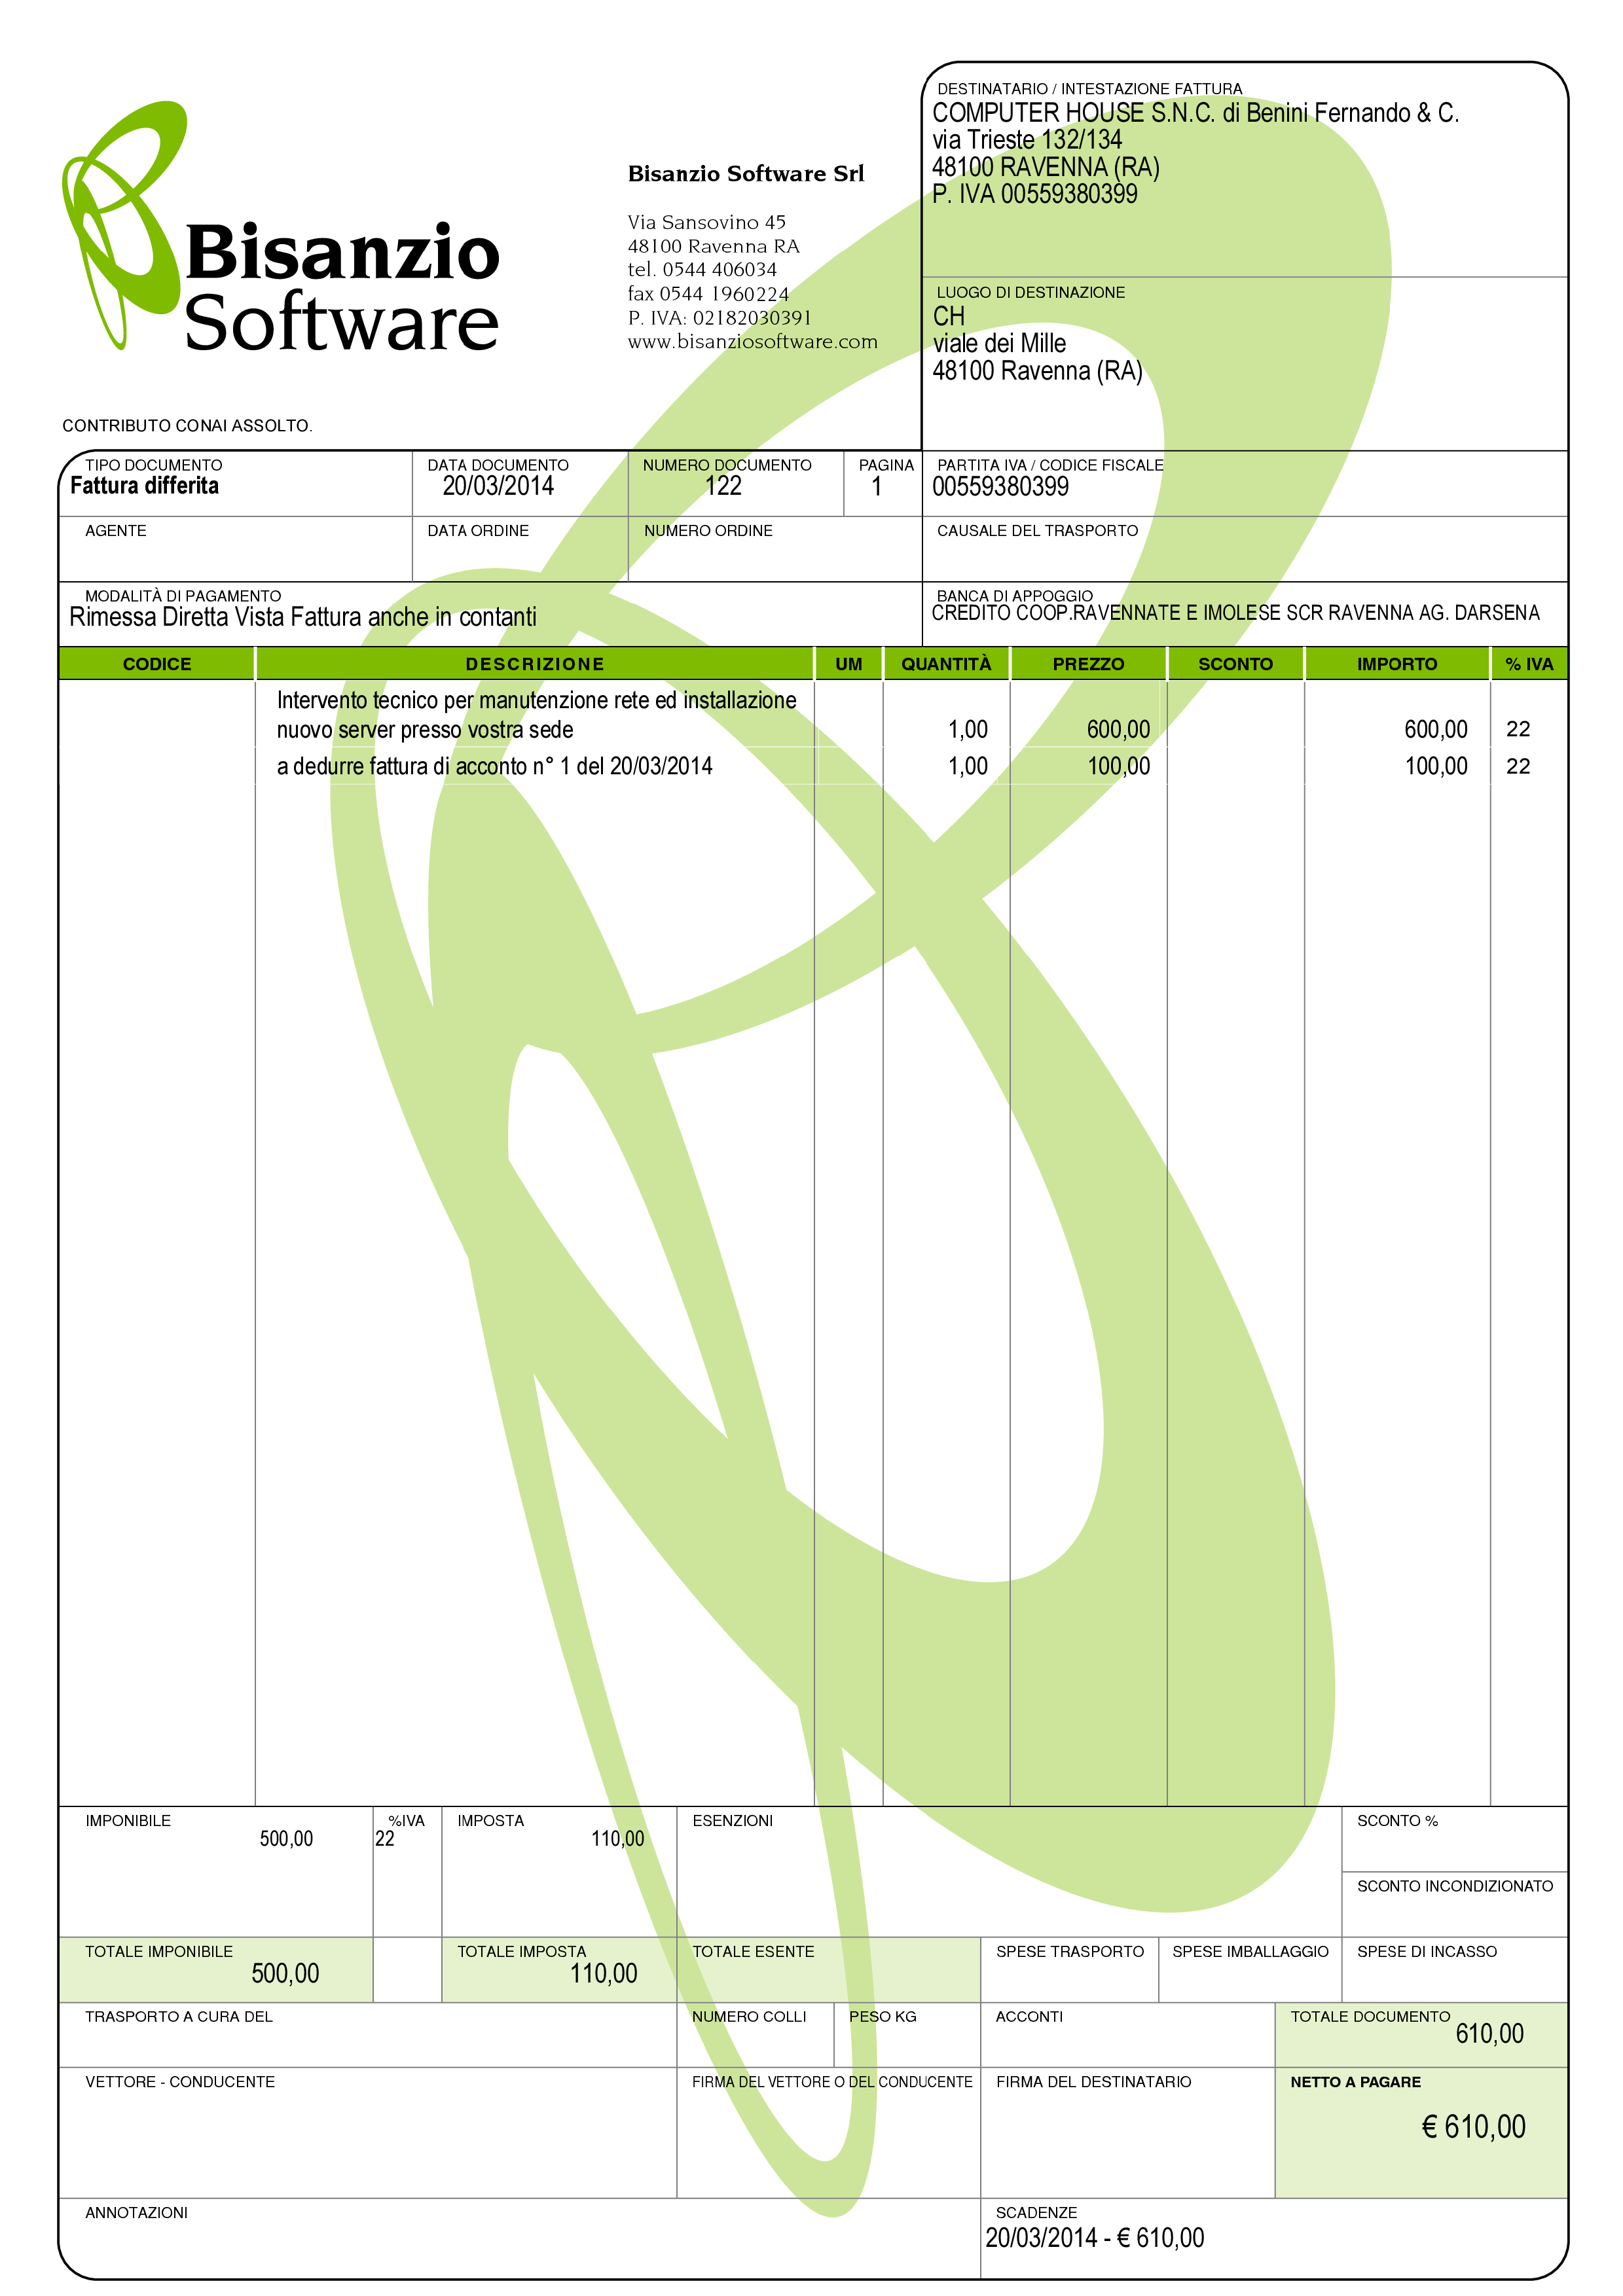 Bisanzio
Software
Bisanzio Software Srl
Via Sansovino 45
48100 Ravenna RA
tel. 0544 406034
fax 0544 1960224
P. IVA: 02182030391
www.bisanziosoftware.com
DESTINATARIO / INTESTAZIONE FATTURA
COMPUTER HOUSE S.N.C. di Benini Fernando & C.
via Trieste 132/134
48100 RAVENNA (RA)
P. IVA 00559380399
LUOGO DI DESTINAZIONE
CH
viale dei Mille
48100 Ravenna (RA)
CONTRIBUTO CONAI ASSOLTO.
TIPO DOCUMENTO DATA DOCUMENTO NUMERO DOCUMENTO PAGINA PARTITA IVA / CODICE FISCALE
Fattura differita 20/03/2014 122 1 00559380399
AGENTE DATA ORDINE NUMERO ORDINE CAUSALE DEL TRASPORTO
MODALITÀ DI PAGAMENTO BANCA DI APPOGGIO
Rimessa Diretta Vista Fattura anche in contanti CREDITO COOP.RAVENNATE E IMOLESE SCR RAVENNA AG. DARSENA
CODICE DESCRIZIONE UM QUANTITÀ PREZZO SCONTO IMPORTO % IVA
Intervento tecnico per manutenzione rete ed installazione
nuovo server presso vostra sede 1,00 600,00 600,00 22
a dedurre fattura di acconto n° 1 del 20/03/2014 1,00 100,00 100,00 22
IMPONIBILE %IVA IMPOSTA ESENZIONI SCONTO %
500,00 22 110,00
SCONTO INCONDIZIONATO
TOTALE IMPONIBILE TOTALE IMPOSTA TOTALE ESENTE SPESE TRASPORTO SPESE IMBALLAGGIO SPESE DI INCASSO
500,00 110,00
TRASPORTO A CURA DEL NUMERO COLLI PESO KG ACCONTI TOTALE DOCUMENTO
610,00
VETTORE - CONDUCENTE FIRMA DEL VETTORE O DEL CONDUCENTE FIRMA DEL DESTINATARIO NETTO A PAGARE
€ 610,00
ANNOTAZIONI SCADENZE
20/03/2014 - € 610,00